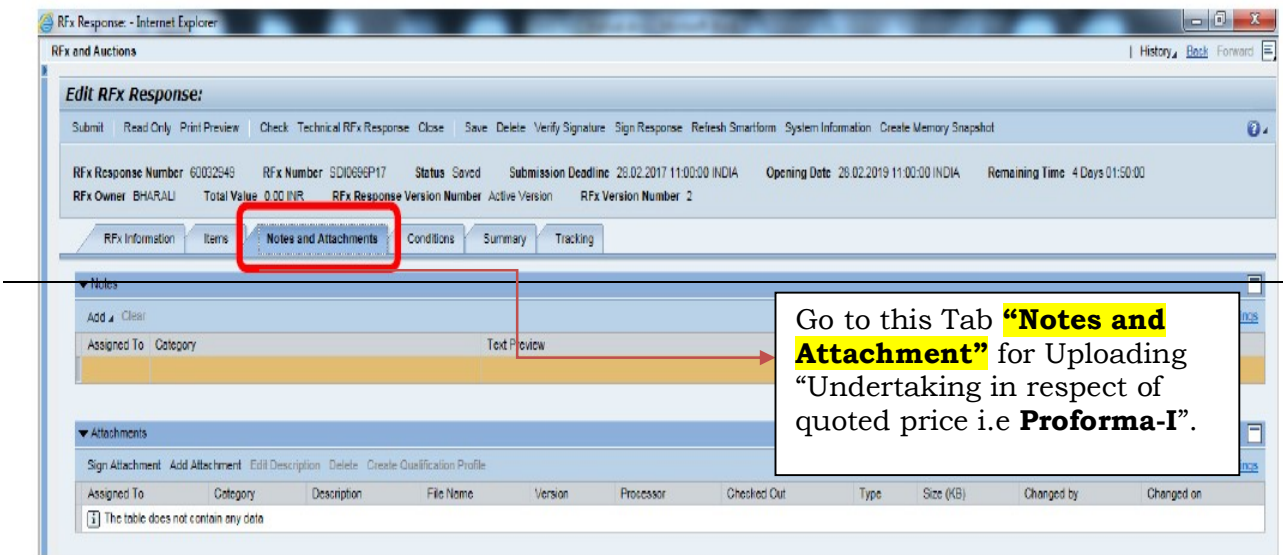 RFx Response: - Internet Explorer
RFx and Auctions | History Back Forward
Edit RFx Response:
Submit Read Only Print Preview Check Technical RFx Response Close Save Delete Verify Signature Sign Response Refresh Smartform System Information Create Memory Snapshot
RFx Response Number 60032949 RFx Number SDI0696P17 Status Saved Submission Deadline 28.02.2017 11:00:00 INDIA Opening Date 28.02.2019 11:00:00 INDIA Remaining Time 4 Days 01:50:00
RFx Owner BHARALI Total Value 0.00 INR RFx Response Version Number Active Version RFx Version Number 2
RFx Information Items Notes and Attachments Conditions Summary Tracking
Notes
Add Clear
Assigned To Category Text Preview
Go to this Tab “Notes and
Attachment” for Uploading
“Undertaking in respect of
quoted price i.e Proforma-I”.
Attachments
Sign Attachment Add Attachment Edit Description Delete Create Qualification Profile
Assigned To Category Description File Name Version Processor Checked Out Type Size (KB) Changed by Changed on
The table does not contain any data